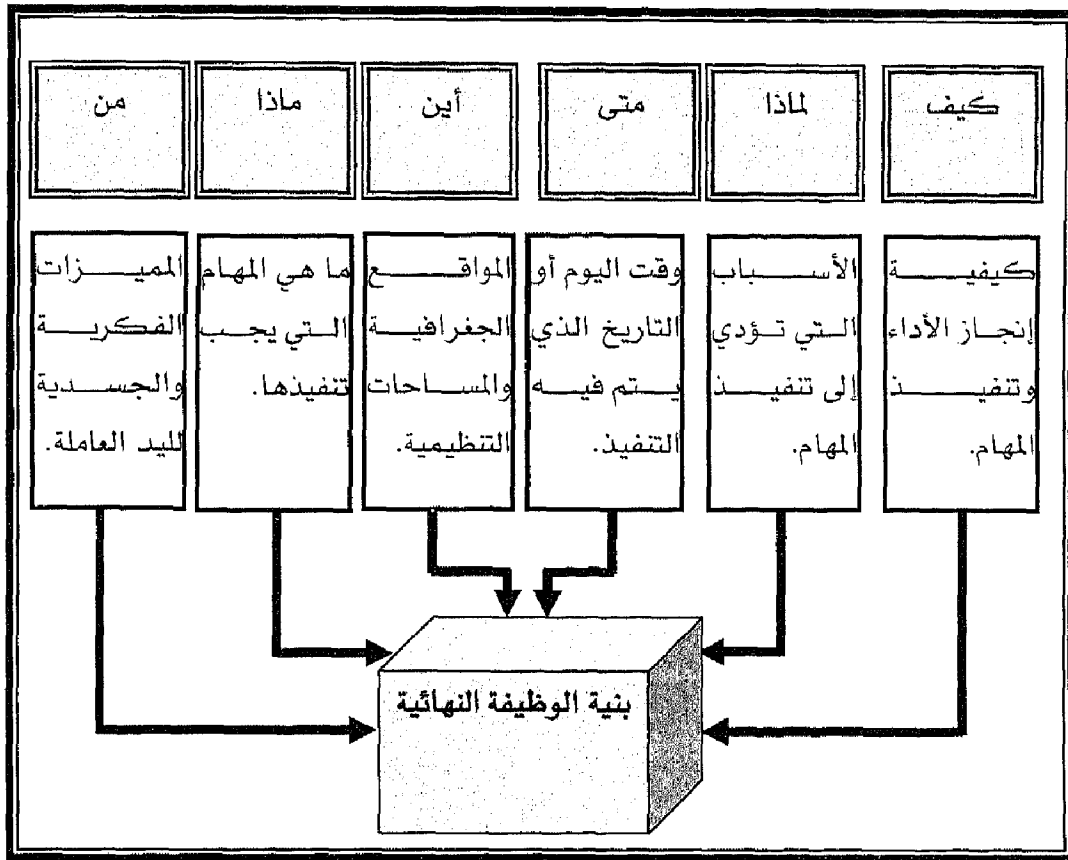 كيف
لماذا
متى
أين
ماذا
من
كيفية
إنجاز الأداء
وتنفيذ
المهام.
الأسباب
التي تؤدي
إلى تنفيذ
المهام.
وقت اليوم أو
التاريخ الذي
يتم فيه
التنفيذ.
المواقع
الجغرافية
والمساحات
التنظيمية.
ما هي المهام
التي يجب
تنفيذها.
المميزات
الفكرية
والجسدية
لليد العاملة.
بنية الوظيفة النهائية